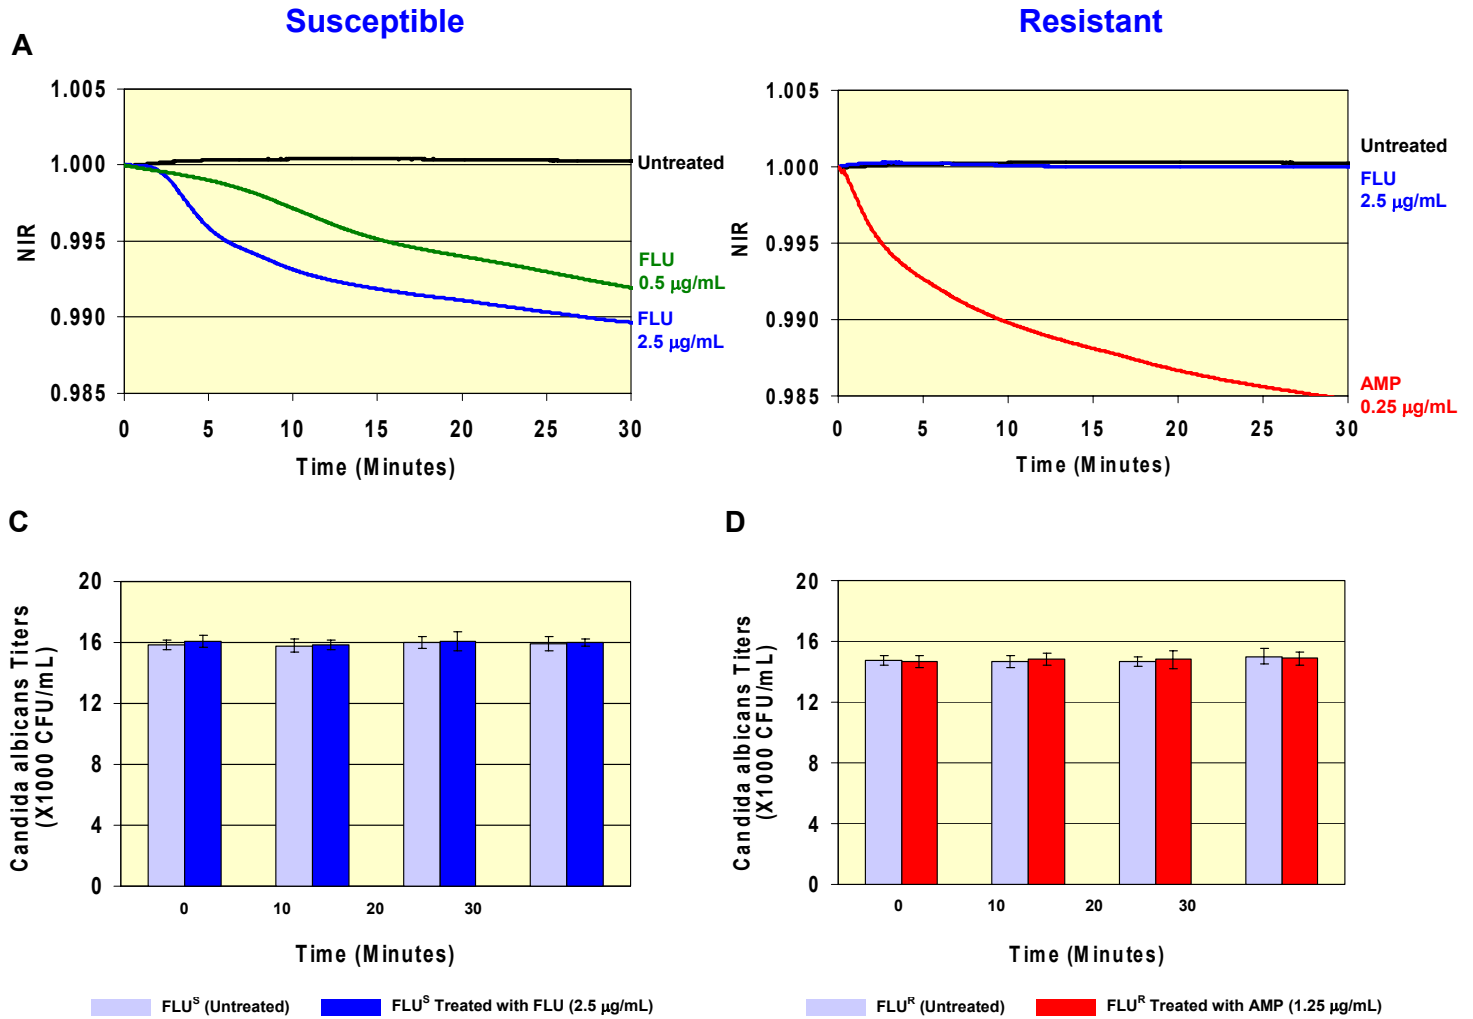 Susceptible
Resistant
A
1.005
1.000
0.995
0.990
0.985
NIR
0 5 10 15 20 25 30
Time (Minutes)
Untreated
FLU
0.5 μg/mL
FLU
2.5 μg/mL
1.005
1.000
0.995
0.990
0.985
NIR
0 5 10 15 20 25 30
Time (Minutes)
Untreated
FLU
2.5 μg/mL
AMP
0.25 μg/mL
C
20
16
12
8
4
0
Candida albicans Titers
(X1000 CFU/mL)
0 10 20 30
Time (Minutes)
FLU^S (Untreated)
FLU^S Treated with FLU (2.5 μg/mL)
D
20
16
12
8
4
0
Candida albicans Titers
(X1000 CFU/mL)
0 10 20 30
Time (Minutes)
FLU^R (Untreated)
FLU^R Treated with AMP (1.25 μg/mL)